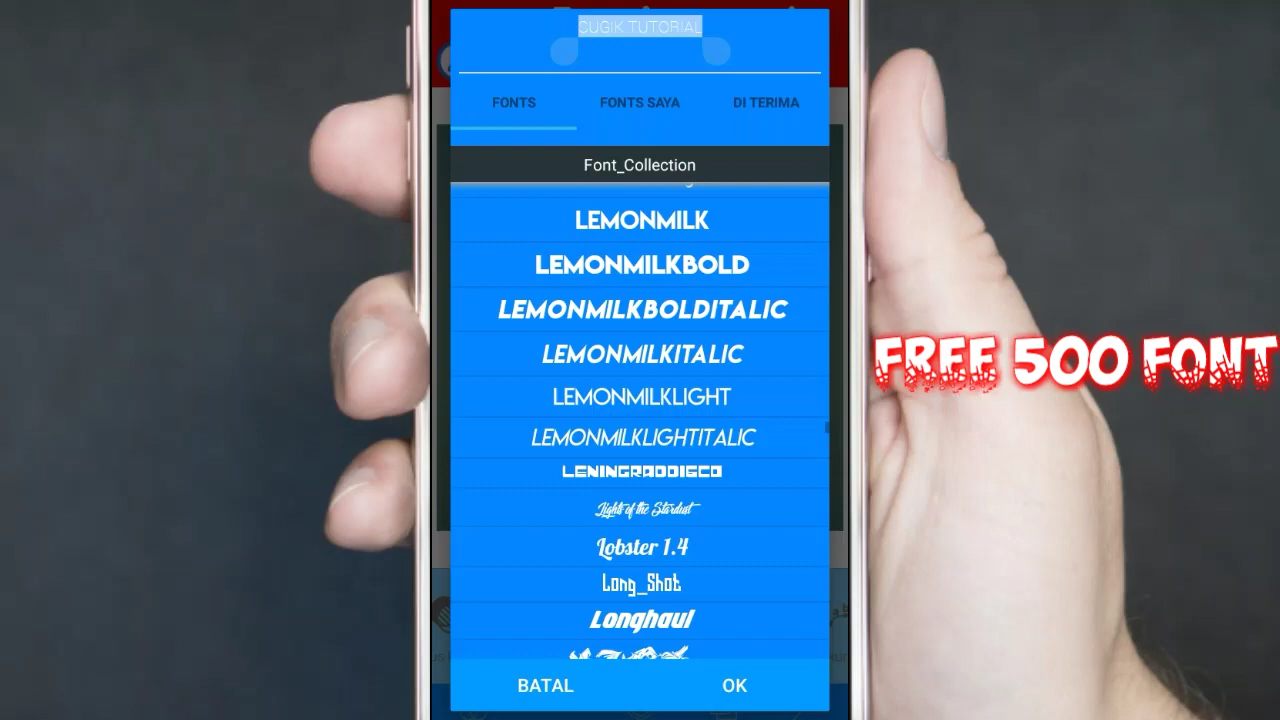 GUGIK TUTORIAL
FONTS
FONTS SAYA
DI TERIMA
Font_Collection
LEMONMILK
LEMONMILKBOLD
LEMONMILKBOLDITALIC
LEMONMILKITALIC
LEMONMILKLIGHT
LEMONMILKLIGHTITALIC
LENINGRADDISCO
Lights of the Stardust
Lobster 1.4
Long_Shot
Longhaul
BATAL
OK
FREE 500 FONT